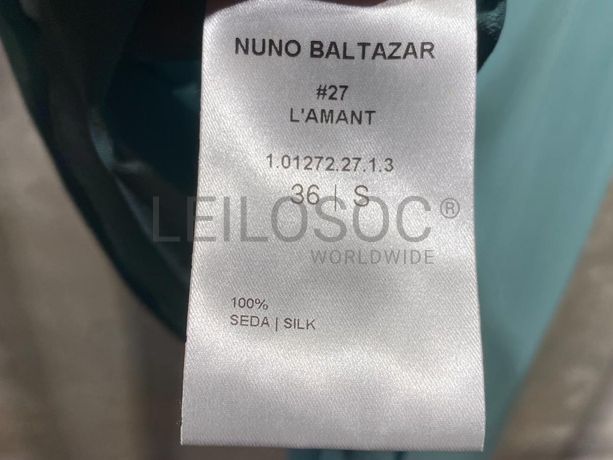 NUNO BALTAZAR
#27
L'AMANT
1.01272.27.1.3
36 | S
LEILOSOC®
WORLDWIDE
100%
SEDA | SILK